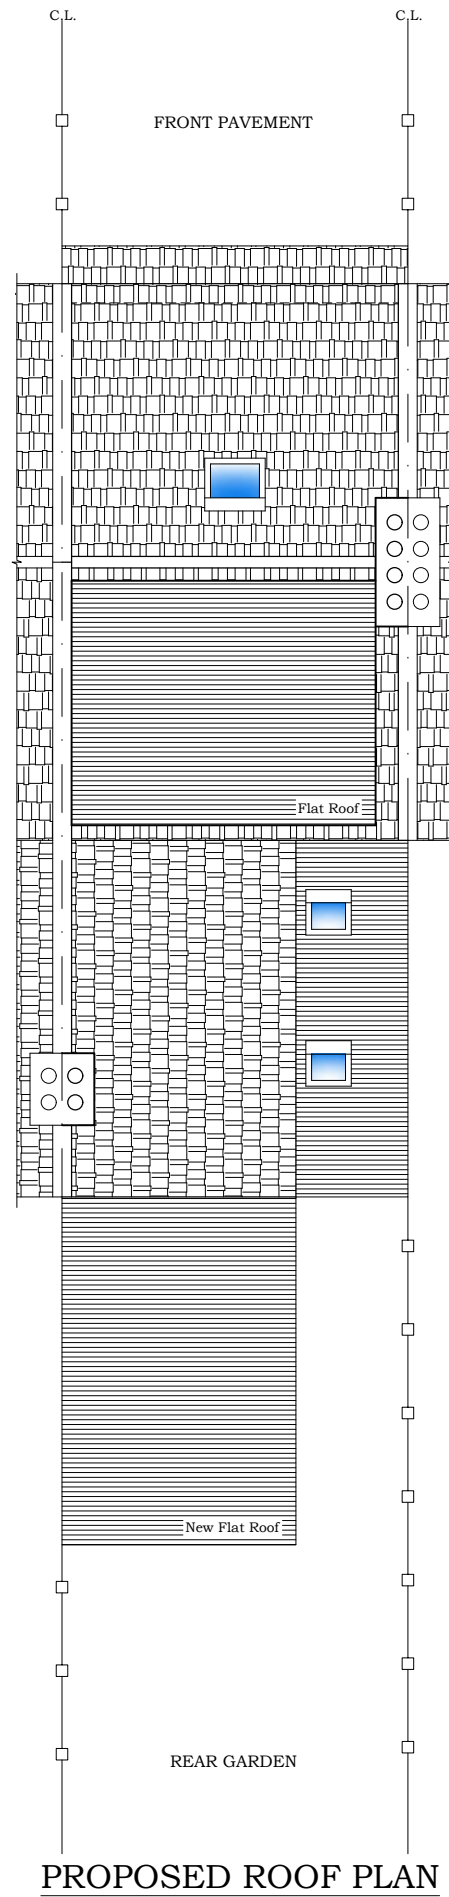 C.L.
C.L.
FRONT PAVEMENT
Flat Roof
New Flat Roof
REAR GARDEN
PROPOSED ROOF PLAN